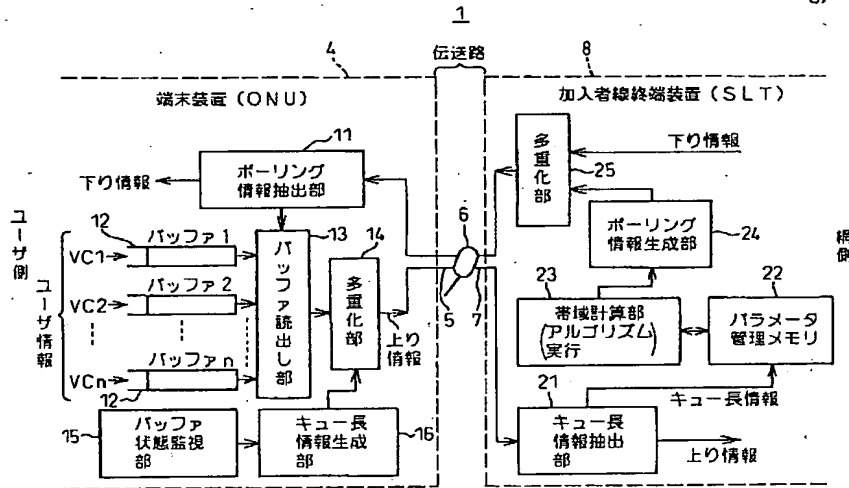 1
4
伝送路
8
端末装置(ONU)
加入者線終端装置(SLT)
11
ポーリング
情報抽出部
下り情報
多重化部
25
下り情報
ポーリング
情報生成部
24
6
5
7
ユーザ側
ユーザ情報
12
バッファ1
VC1
バッファ2
VC2
バッファn
VCn
12
13
バッファ読出し部
14
多重化部
上り情報
網側
23
帯域計算部
(アルゴリズム
実行)
22
パラメータ
管理メモリ
キュー長情報
15
バッファ
状態監視
部
キュー長
情報生成
部
16
21
キュー長
情報抽出
部
上り情報